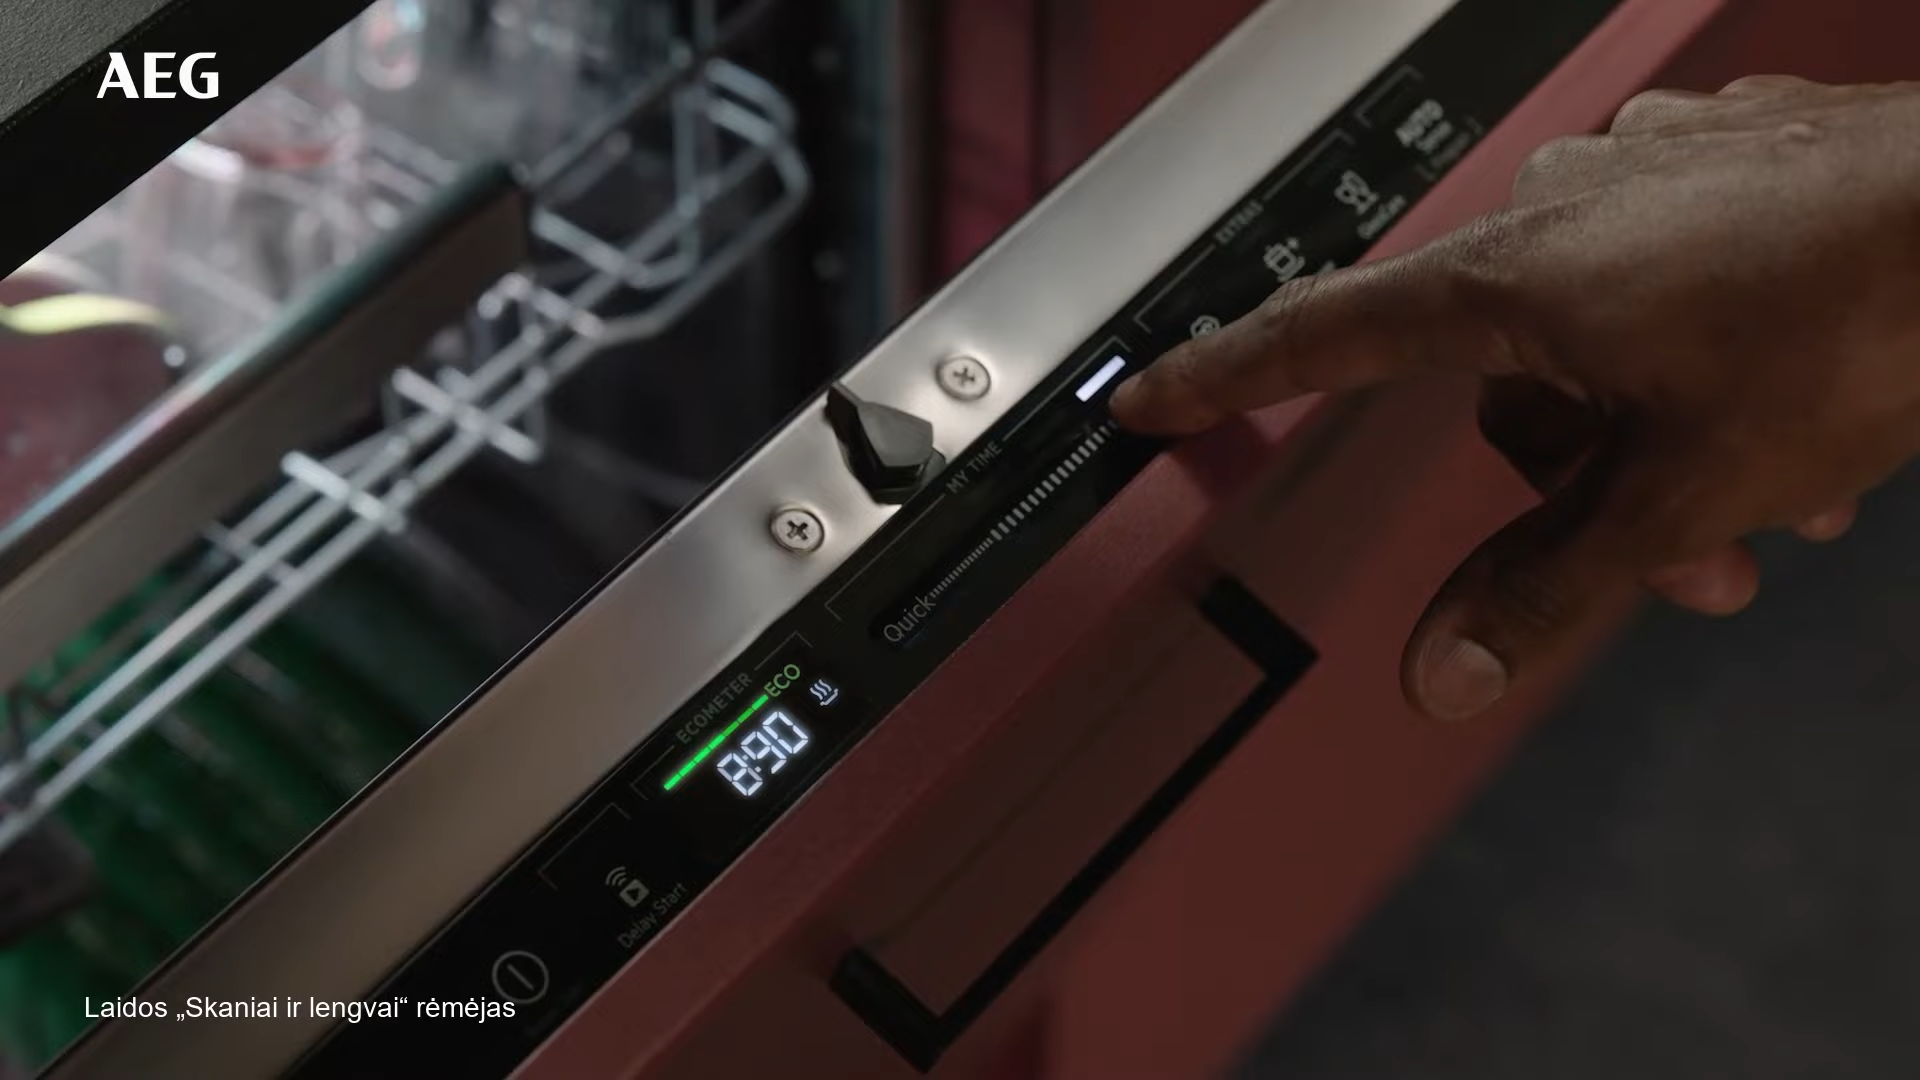 AEG
AUTO
EXTRAS
MY TIME
Quick
ECOMETER
ECO
8:90
Delay Start
Laidos „Skaniai ir lengvai“ rėmėjas